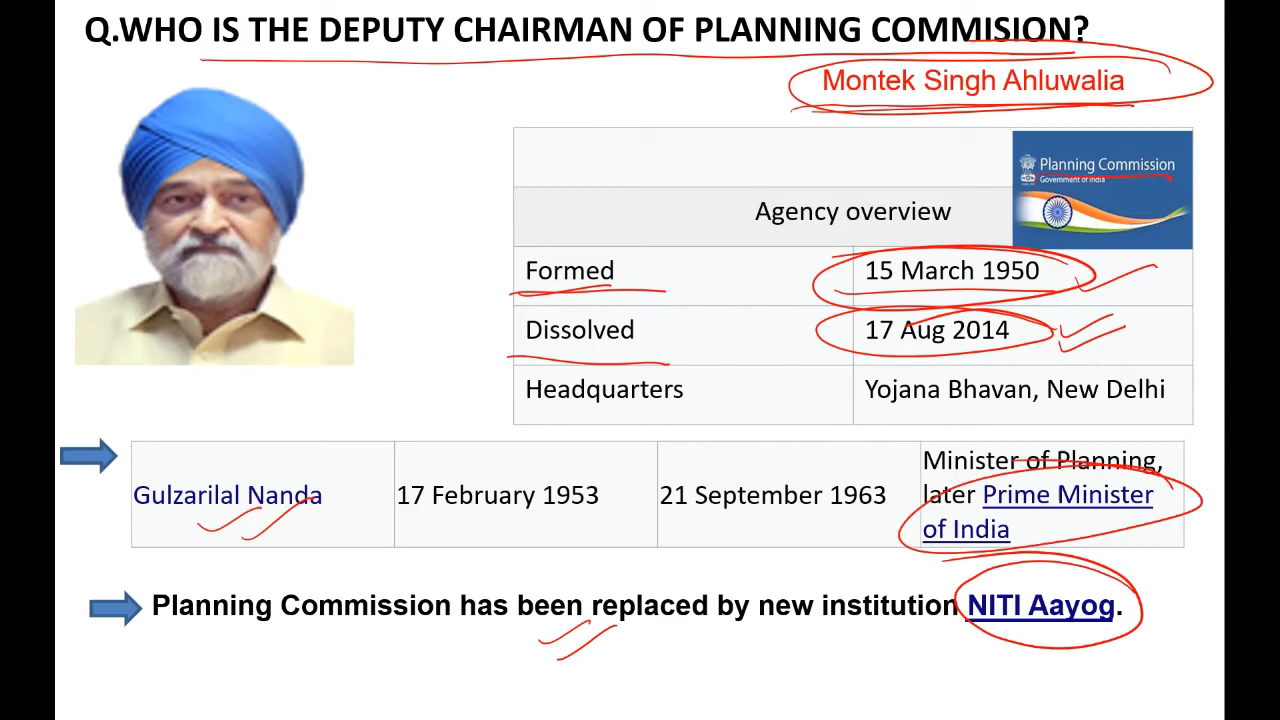 Q.WHO IS THE DEPUTY CHAIRMAN OF PLANNING COMMISION?
Montek Singh Ahluwalia
Planning Commission
Government of India
Agency overview
Formed 15 March 1950
Dissolved 17 Aug 2014
Headquarters Yojana Bhavan, New Delhi
Minister of Planning,
Gulzarilal Nanda 17 February 1953 21 September 1963 later Prime Minister
of India
Planning Commission has been replaced by new institution NITI Aayog.